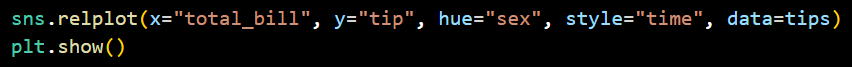 sns.relplot(x="total_bill", y="tip", hue="sex", style="time", data=tips)
plt.show()